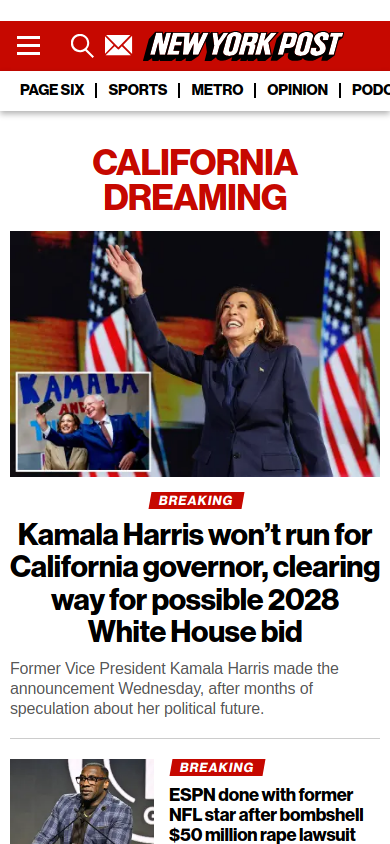 NEW YORK POST
PAGE SIX | SPORTS | METRO | OPINION |
CALIFORNIA
DREAMING
KAMALA
BREAKING
Kamala Harris won’t run for
California governor, clearing
way for possible 2028
White House bid
Former Vice President Kamala Harris made the
announcement Wednesday, after months of
speculation about her political future.
BREAKING
ESPN done with former
NFL star after bombshell
$50 million rape lawsuit